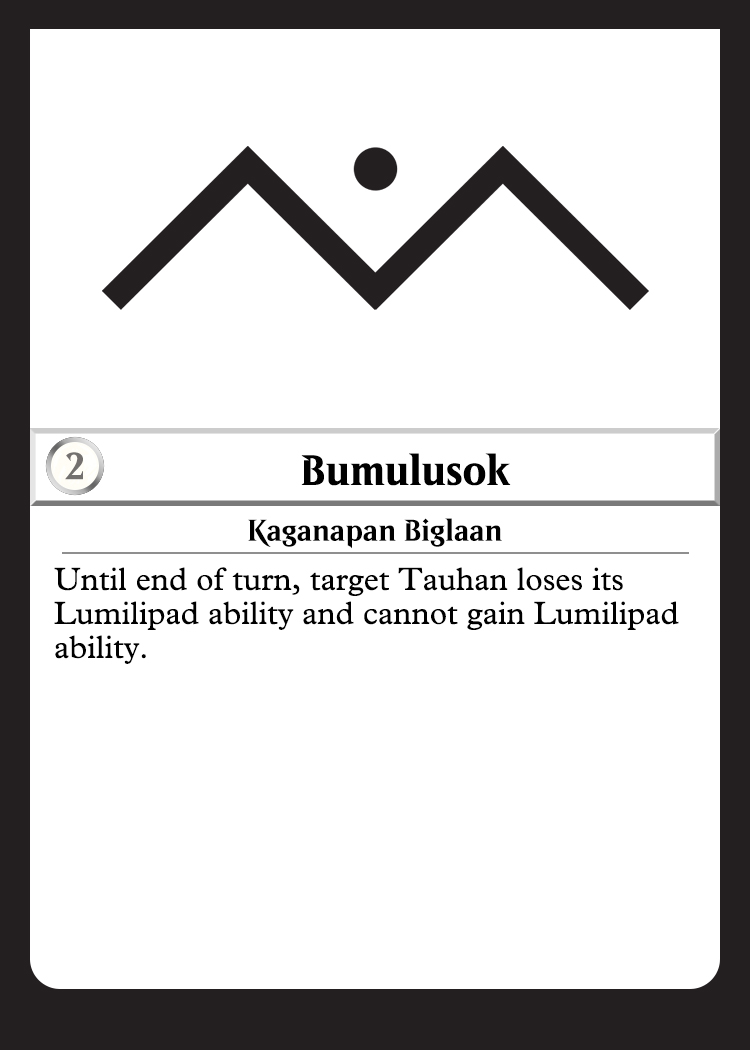 2
Bumulusok
Kaganapan Biglaan
Until end of turn, target Tauhan loses its
Lumilipad ability and cannot gain Lumilipad
ability.